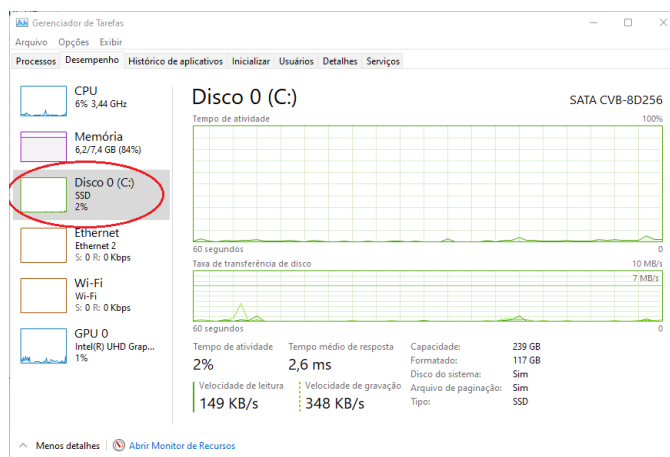 Gerenciador de Tarefas
Arquivo Opções Exibir
Processos Desempenho Histórico de aplicativos Inicializar Usuários Detalhes Serviços
CPU
6% 3,44 GHz
Memória
6,2/7,4 GB (84%)
Disco 0 (C:)
SSD
2%
Ethernet
Ethernet 2
S: 0 R: 0 Kbps
Wi-Fi
Wi-Fi
S: 0 R: 0 Kbps
GPU 0
Intel(R) UHD Grap...
1%
Disco 0 (C:) SATA CVB-8D256
Tempo de atividade 100%
60 segundos 0
Taxa de transferência de disco 10 MB/s
7 MB/s
60 segundos 0
Tempo de atividade Tempo médio de resposta
2% 2,6 ms
Velocidade de leitura Velocidade de gravação
149 KB/s 348 KB/s
Capacidade: 239 GB
Formatado: 117 GB
Disco do sistema: Sim
Arquivo de paginação: Sim
Tipo: SSD
Menos detalhes Abrir Monitor de Recursos